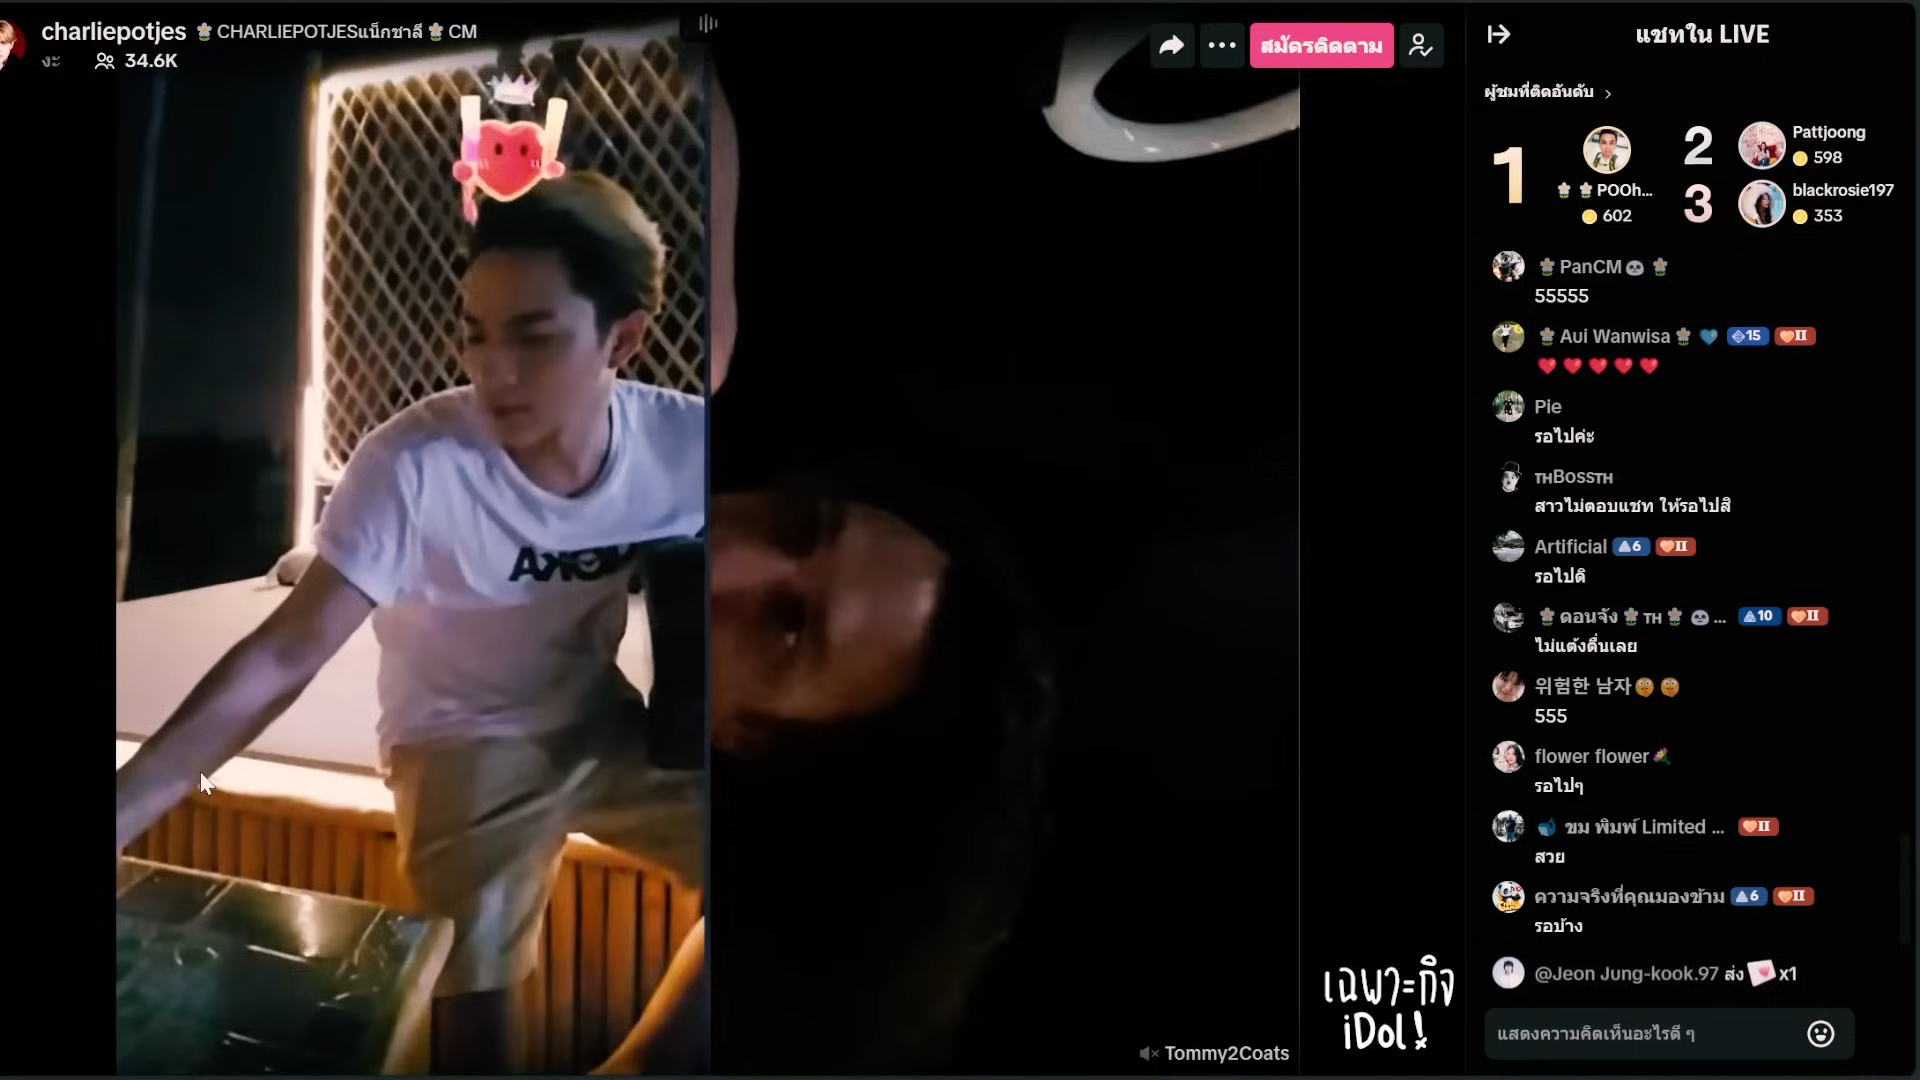 charliepotjes CHARLIEPOTJESแน็กชาลี CM
งะ 34.6K
สมัครติดตาม
แชทใน LIVE
ผู้ชมที่ติดอันดับ
1
POOh...
602
2
Pattjoong
598
3
blackrosie197
353
PanCM
55555
Aui Wanwisa 15 II
Pie
รอไปค่ะ
THBossTH
สาวไม่ตอบแชท ให้รอไปสิ
Artificial 6 II
รอไปดิ
ดอนจัง TH ... 10 II
ไม่แต้งตื่นเลย
위험한 남자
555
flower flower
รอไปๆ
ขม พิมพ์ Limited ... II
สวย
ความจริงที่คุณมองข้าม 6 II
รอบ้าง
@Jeon Jung-kook.97 ส่ง x1
แสดงความคิดเห็นอะไรดี ๆ
เฉพาะกิจ
iDol!
Tommy2Coats